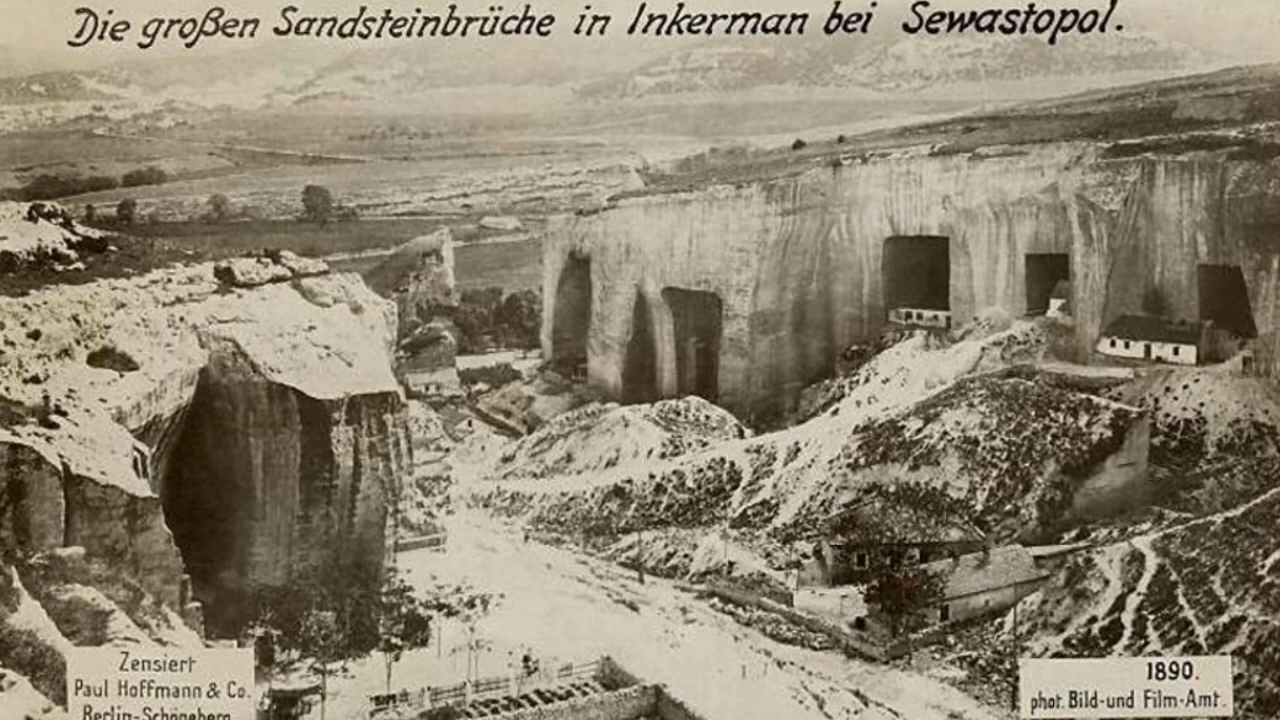 Die großen Sandsteinbrüche in Inkerman bei Sewastopol.
Zensiert
Paul Hoffmann & Co.
Berlin-Schöneberg
1890.
phot. Bild-und Film-Amt.